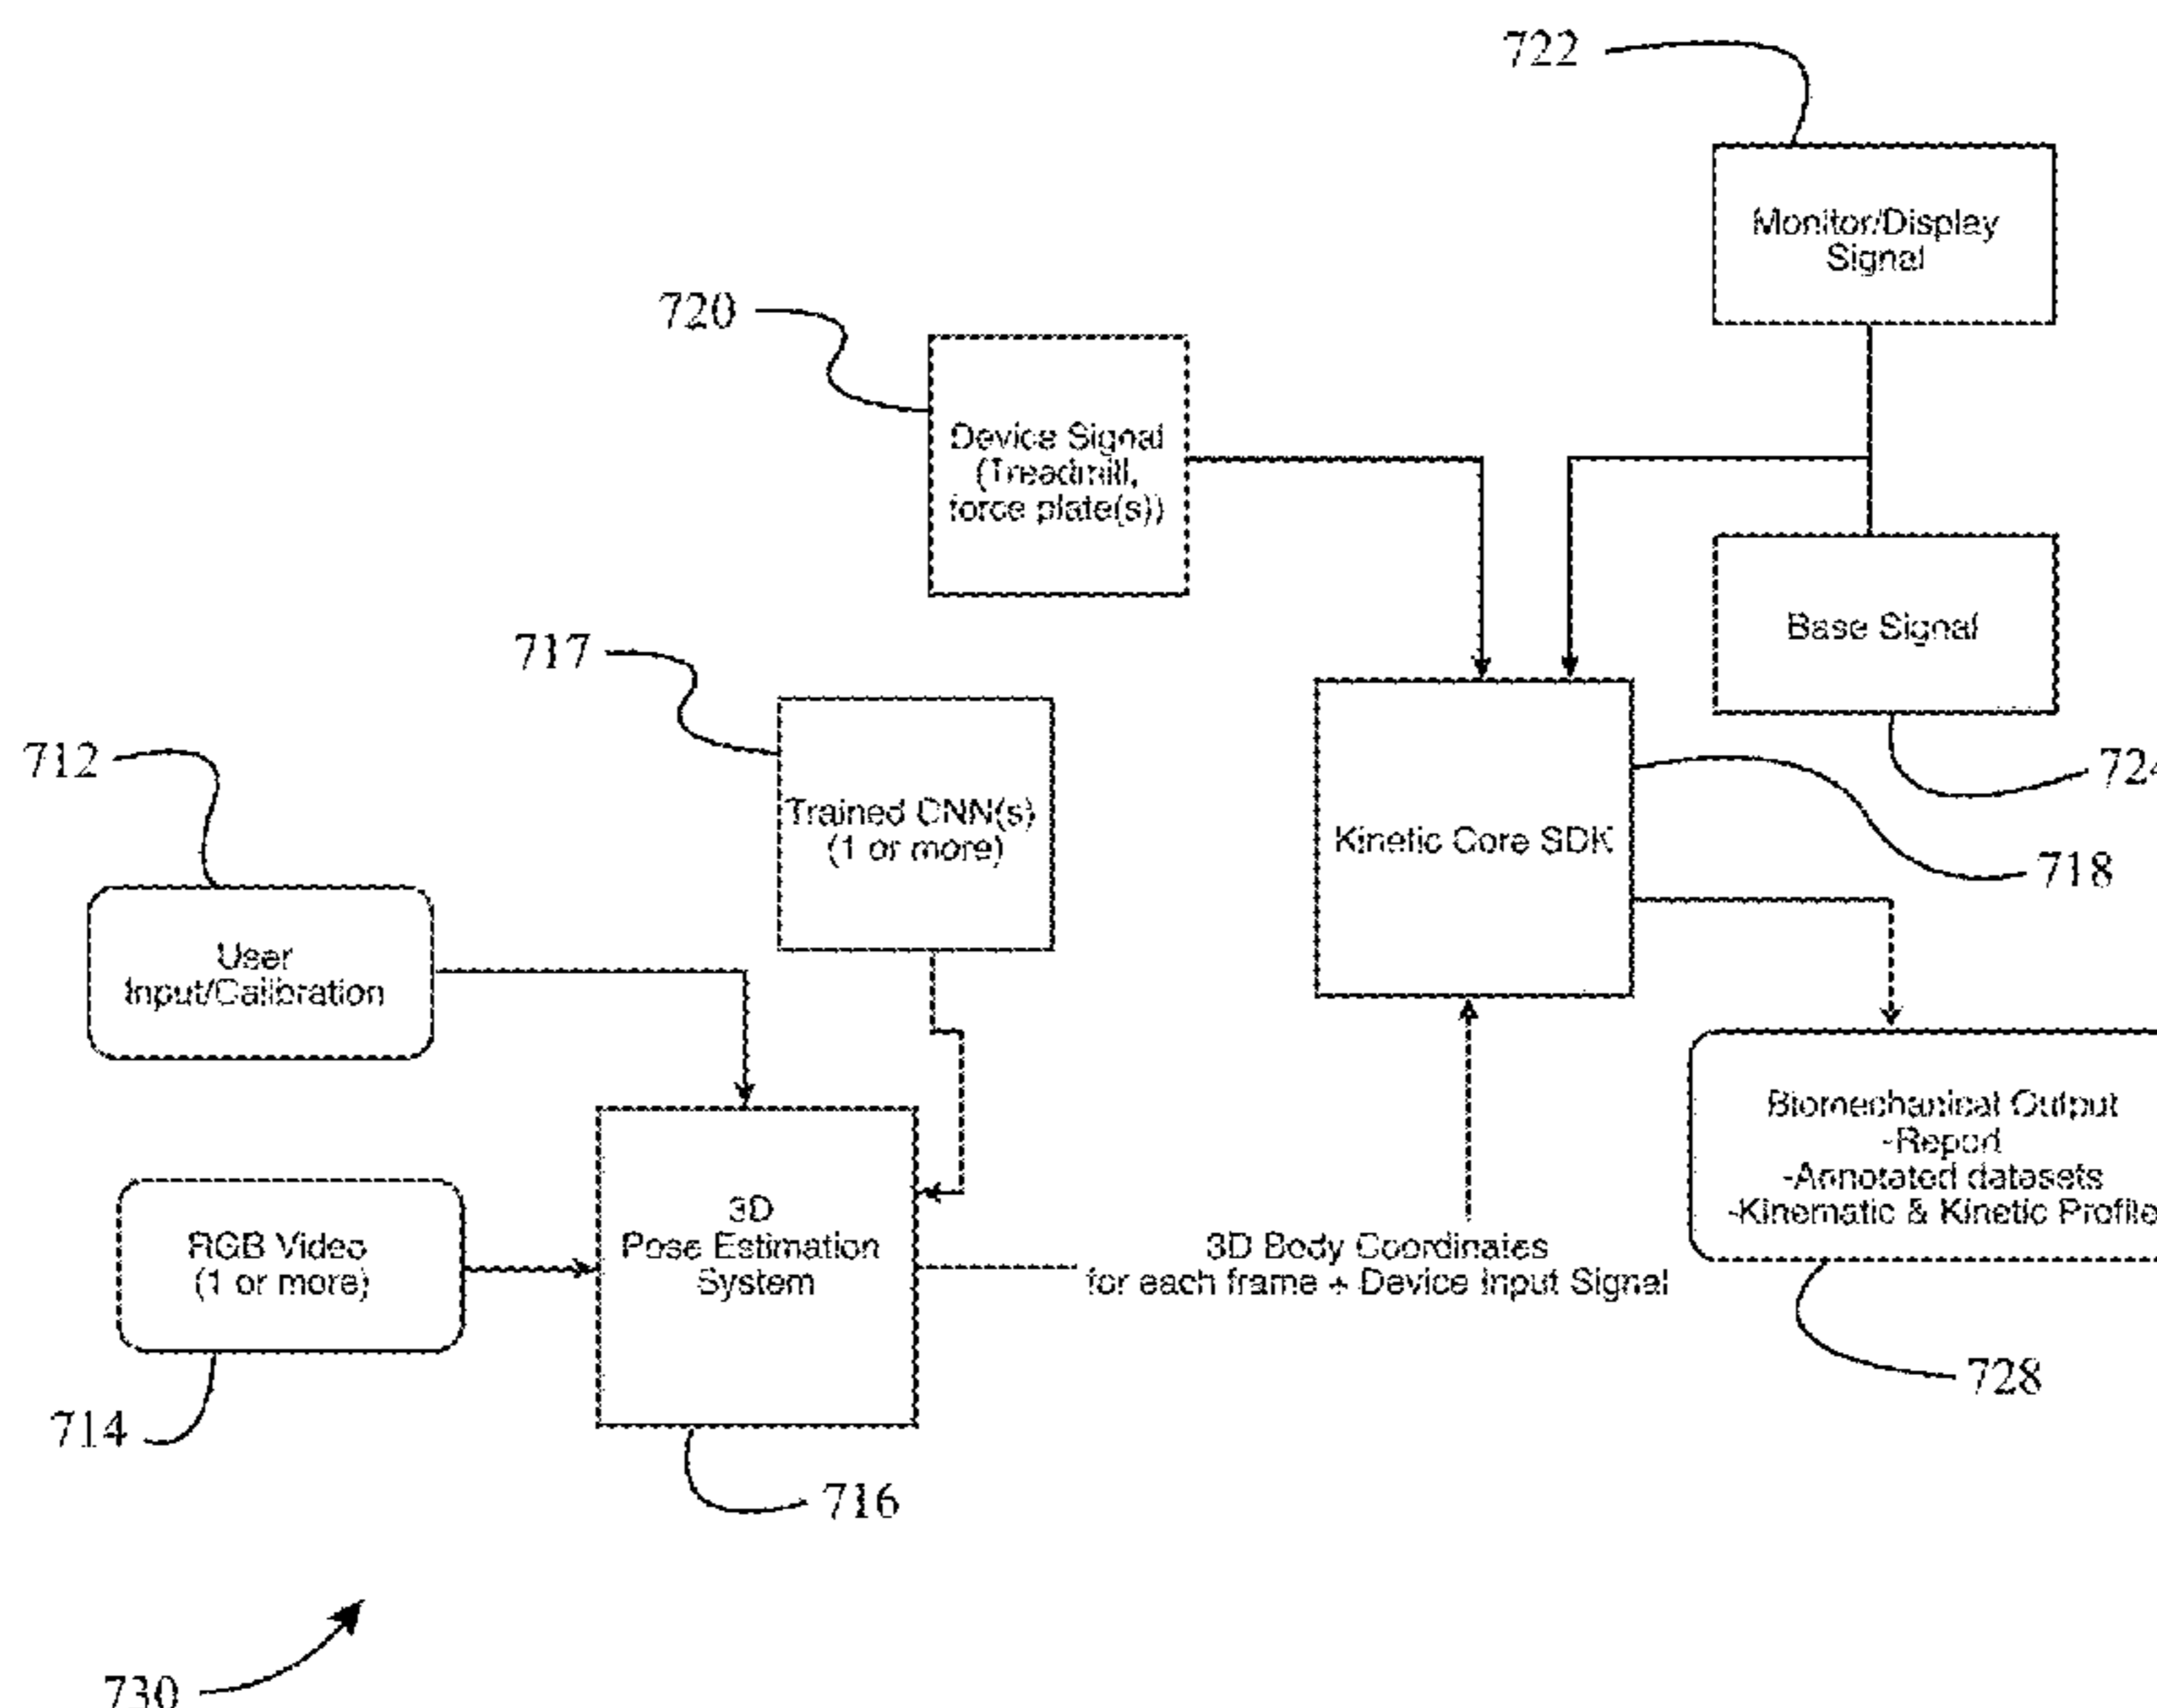 722
Monitor/Display
Signal
720
Device Signal
(Treadmill,
force plate(s))
717
Base Signal
712
724
Trained CNN(s)
(1 or more)
Kinetic Core SDK
718
User
Input/Calibration
Biomechanical Output
-Report
-Annotated datasets
-Kinematic & Kinetic Profile
3D
Pose Estimation
System
RGB Video
(1 or more)
3D Body Coordinates
for each frame + Device Input Signal
728
714
716
730